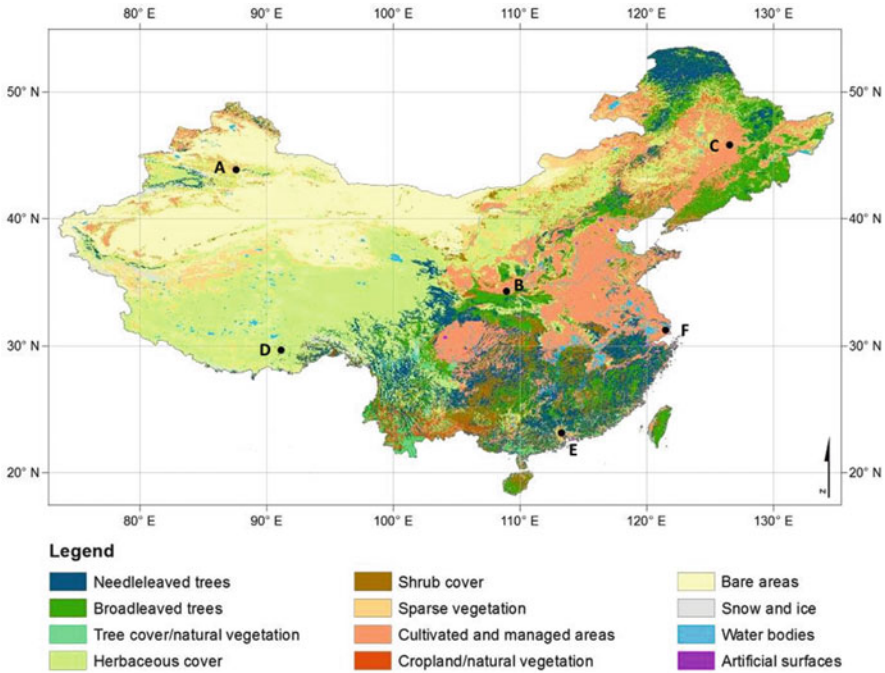 80° E 90° E 100° E 110° E 120° E 130° E
50° N 50° N
C
A
40° N 40° N
B
F
30° N D 30° N
E
20° N 20° N
N
80° E 90° E 100° E 110° E 120° E 130° E
Legend
Needleleaved trees Shrub cover Bare areas
Broadleaved trees Sparse vegetation Snow and ice
Tree cover/natural vegetation Cultivated and managed areas Water bodies
Herbaceous cover Cropland/natural vegetation Artificial surfaces